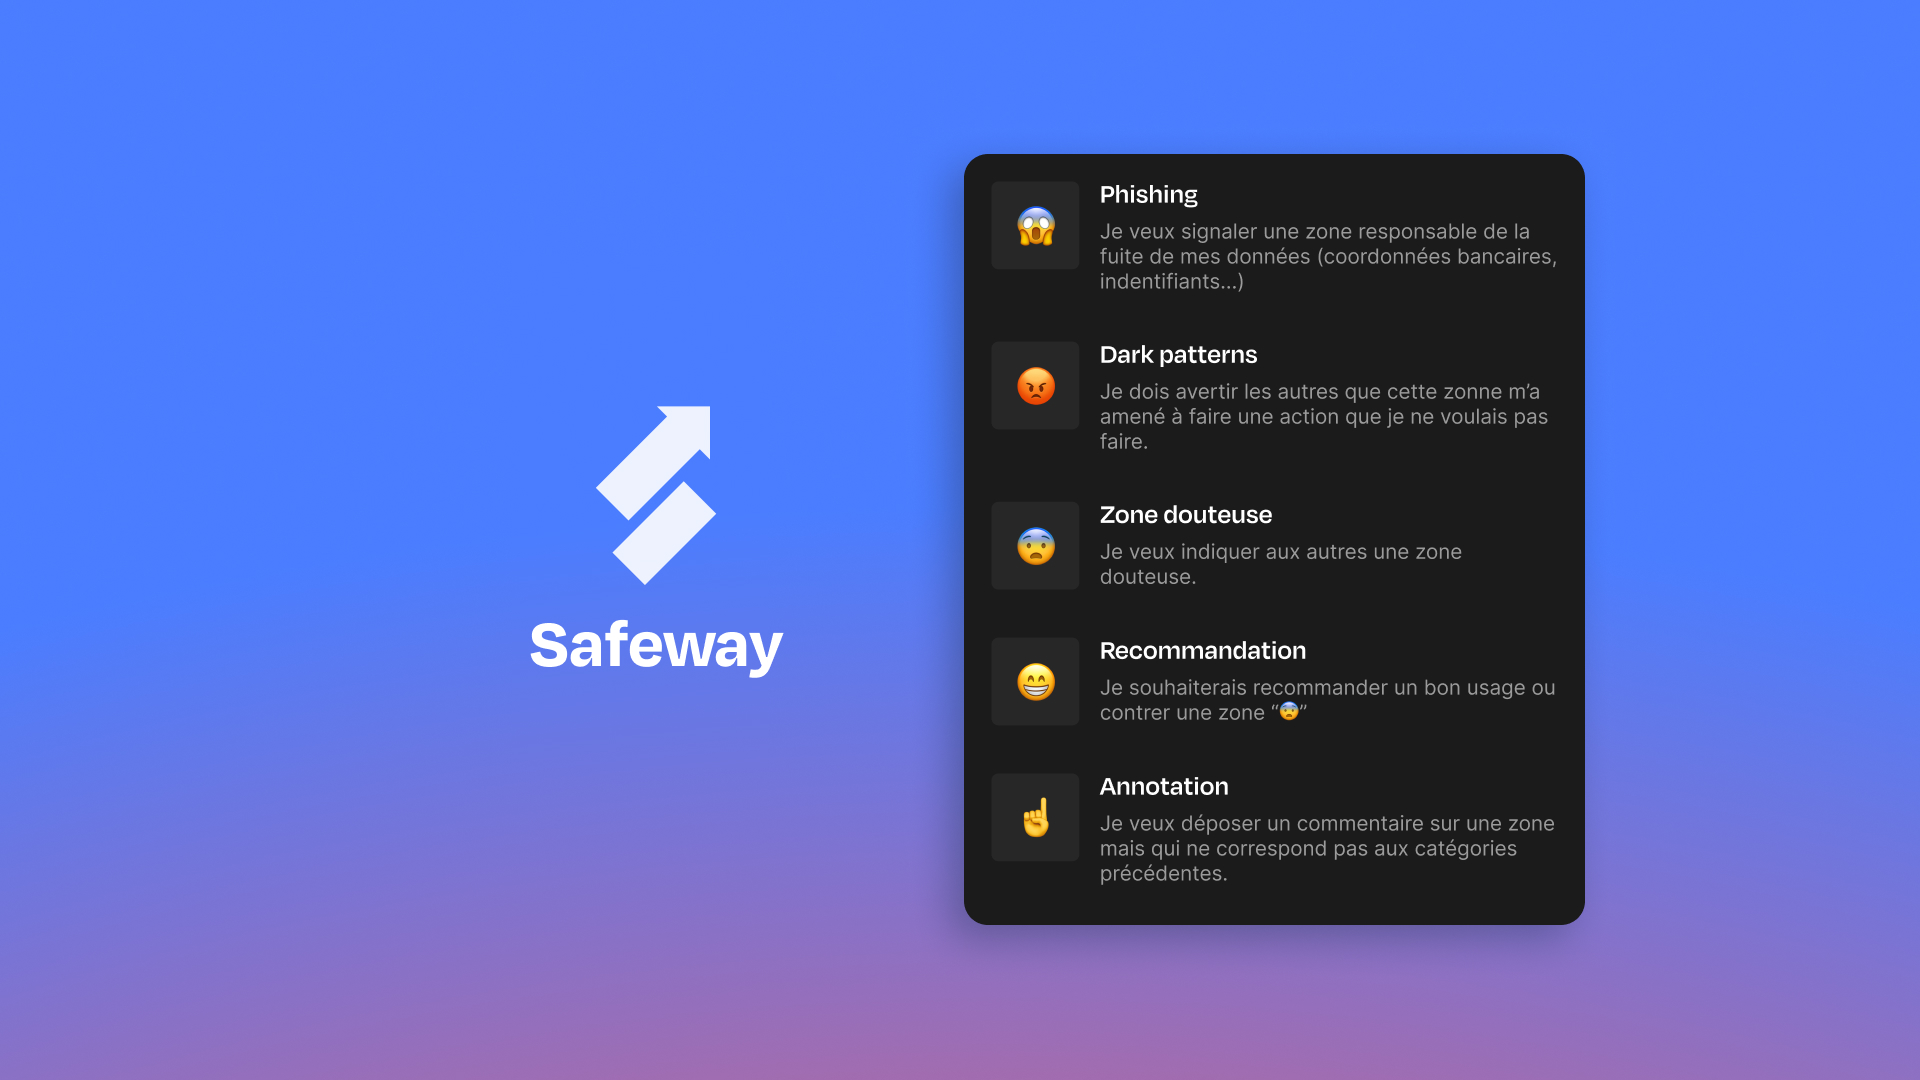 Safeway
Phishing
Je veux signaler une zone responsable de la
fuite de mes données (coordonnées bancaires,
indentifiants...)
Dark patterns
Je dois avertir les autres que cette zonne m’a
amené à faire une action que je ne voulais pas
faire.
Zone douteuse
Je veux indiquer aux autres une zone
douteuse.
Recommandation
Je souhaiterais recommander un bon usage ou
contrer une zone “😨”
Annotation
Je veux déposer un commentaire sur une zone
mais qui ne correspond pas aux catégories
précédentes.